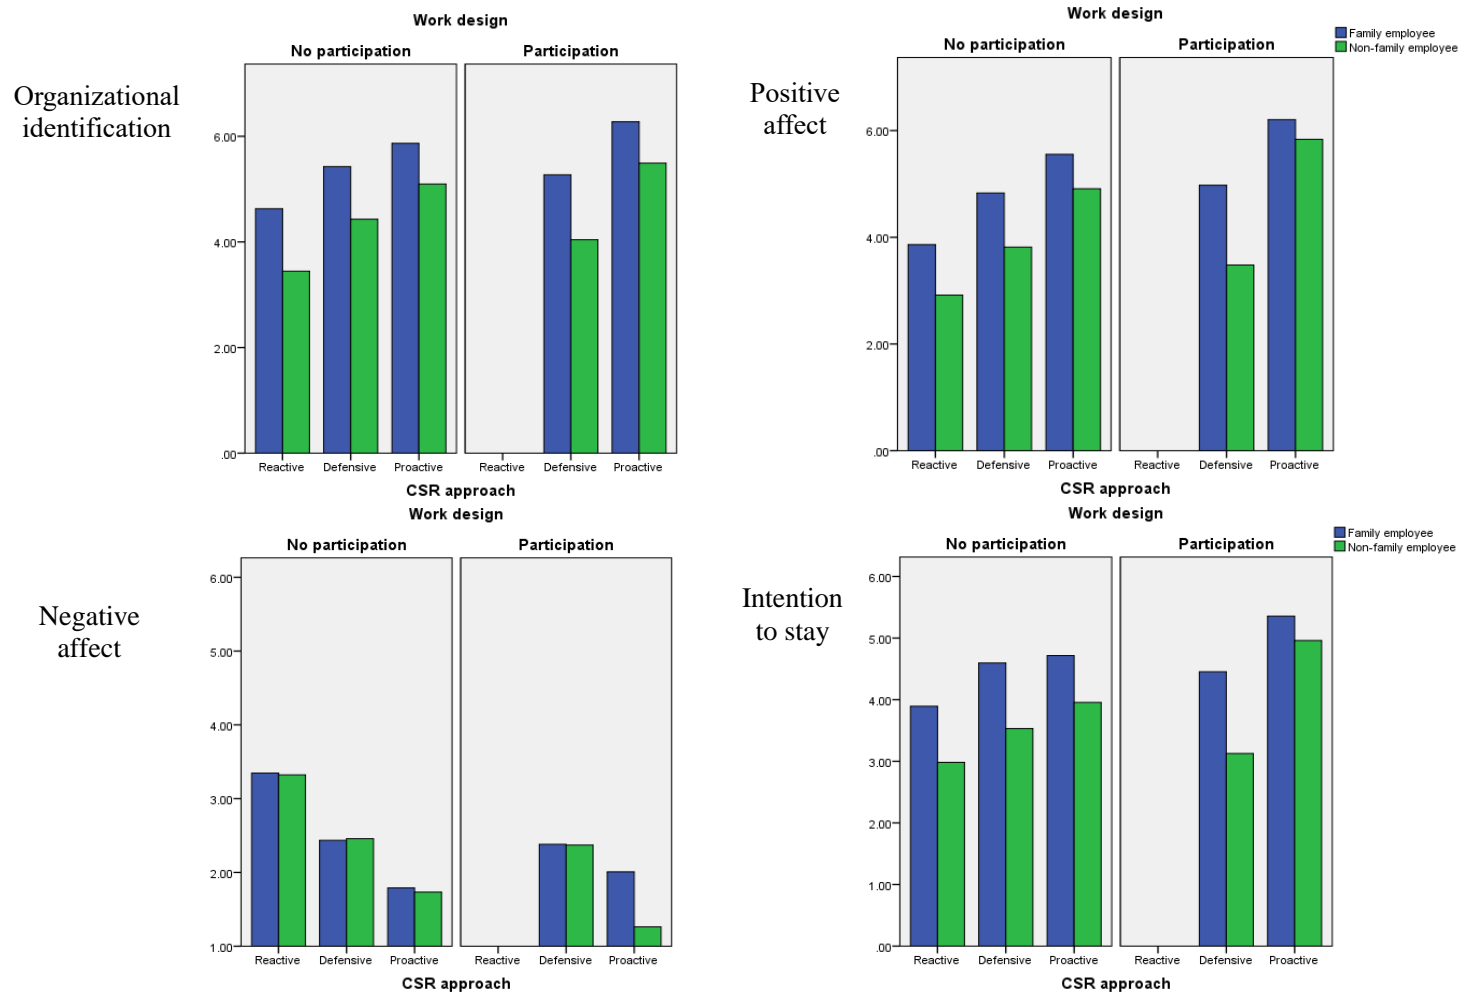 Work design
No participation
Participation
Organizational
identification
6.00
4.00
2.00
.00
Reactive
Defensive
Proactive
Reactive
Defensive
Proactive
CSR approach
Work design
Family employee
Non-family employee
No participation
Participation
Positive
affect
6.00
4.00
2.00
.00
Reactive
Defensive
Proactive
Reactive
Defensive
Proactive
CSR approach
Work design
No participation
Participation
Negative
affect
6.00
5.00
4.00
3.00
2.00
1.00
Reactive
Defensive
Proactive
Reactive
Defensive
Proactive
CSR approach
Work design
Family employee
Non-family employee
No participation
Participation
Intention
to stay
6.00
5.00
4.00
3.00
2.00
1.00
.00
Reactive
Defensive
Proactive
Reactive
Defensive
Proactive
CSR approach